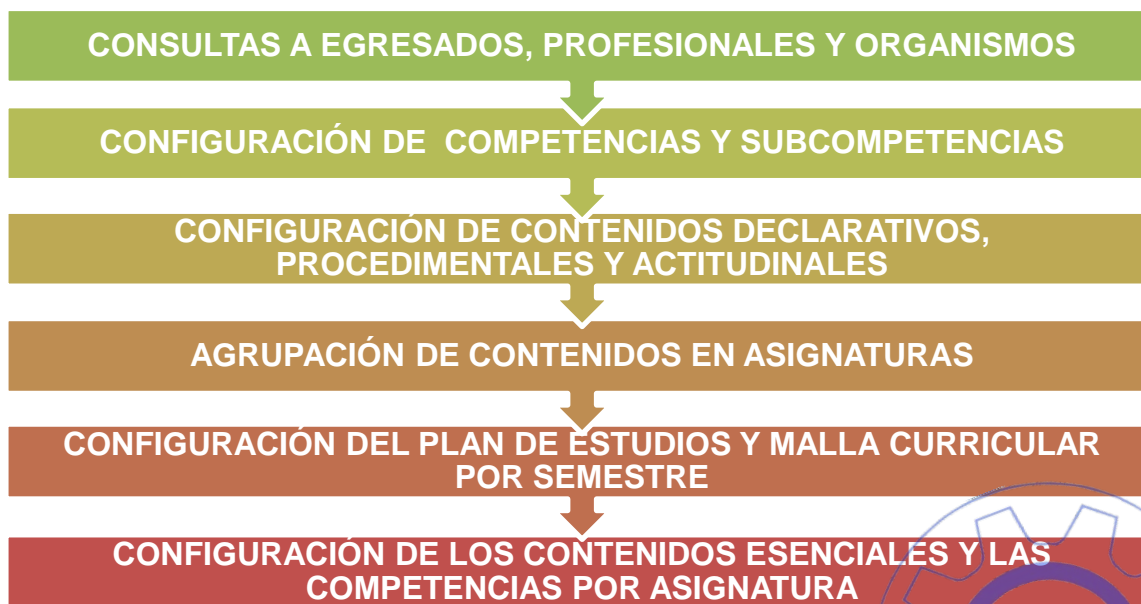 CONSULTAS A EGRESADOS, PROFESIONALES Y ORGANISMOS
CONFIGURACIÓN DE COMPETENCIAS Y SUBCOMPETENCIAS
CONFIGURACIÓN DE CONTENIDOS DECLARATIVOS,
PROCEDIMENTALES Y ACTITUDINALES
AGRUPACIÓN DE CONTENIDOS EN ASIGNATURAS
CONFIGURACIÓN DEL PLAN DE ESTUDIOS Y MALLA CURRICULAR
POR SEMESTRE
CONFIGURACIÓN DE LOS CONTENIDOS ESENCIALES Y LAS
COMPETENCIAS POR ASIGNATURA